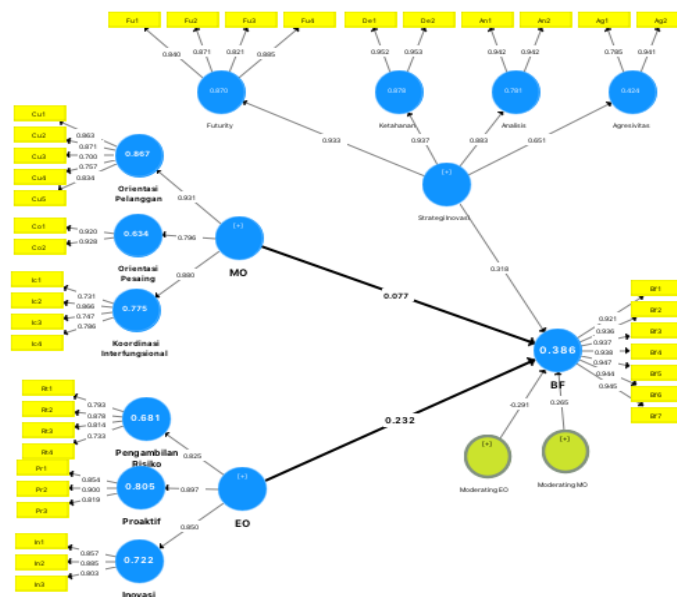 Fu1 Fu2 Fu3 Fu4 De1 De2 An1 An2 Ag1 Ag2
0.840 0.871 0.821 0.885 0.952 0.953 0.942 0.942 0.785 0.941
0.870 0.878 0.781 0.424
Futurity Ketahanan Analisis Agresivitas
0.933 0.937 0.883 0.651
[+]
StrategiInovasi
0.318
Cu1
Cu2
Cu3
Cu4
Cu5
0.863
0.871
0.700
0.757
0.834
0.867
Orientasi
Pelanggan
0.931
Co1
Co2
0.920
0.928
0.634
Orientasi
Pesaing
0.796
Ic1
Ic2
Ic3
Ic4
0.731
0.866
0.747
0.786
0.775
Koordinasi
Interfungsional
0.880
[+]
MO
0.077
0.386
BF
Bf1
Bf2
Bf3
Bf4
Bf5
Bf6
Bf7
0.921
0.936
0.937
0.938
0.947
0.944
0.945
0.232
-0.291
0.265
[+]
Moderating EO
[+]
Moderating MO
Rt1
Rt2
Rt3
Rt4
0.793
0.878
0.814
0.733
0.681
Pengambilan
Risiko
0.825
Pr1
Pr2
Pr3
0.854
0.900
0.819
0.805
Proaktif
0.897
[+]
EO
0.850
In1
In2
In3
0.857
0.885
0.803
0.722
Inovasi